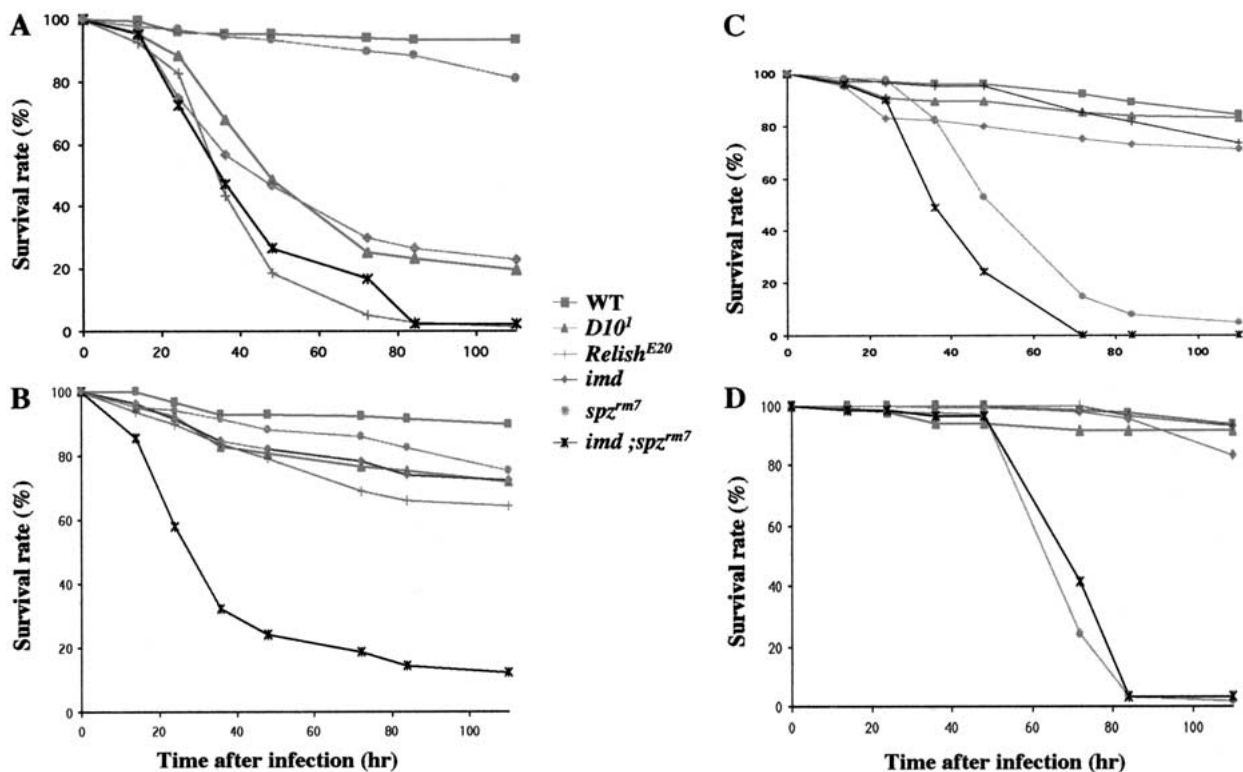 A
Survival rate (%)
100
80
60
40
20
0
0 20 40 60 80 100
B
Survival rate (%)
100
80
60
40
20
0
0 20 40 60 80 100
Time after infection (hr)
WT
D10¹
Relish^E20
imd
spz^rm7
imd ;spz^rm7
C
Survival rate (%)
100
80
60
40
20
0
0 20 40 60 80 100
D
Survival rate (%)
100
80
60
40
20
0
0 20 40 60 80 100
Time after infection (hr)